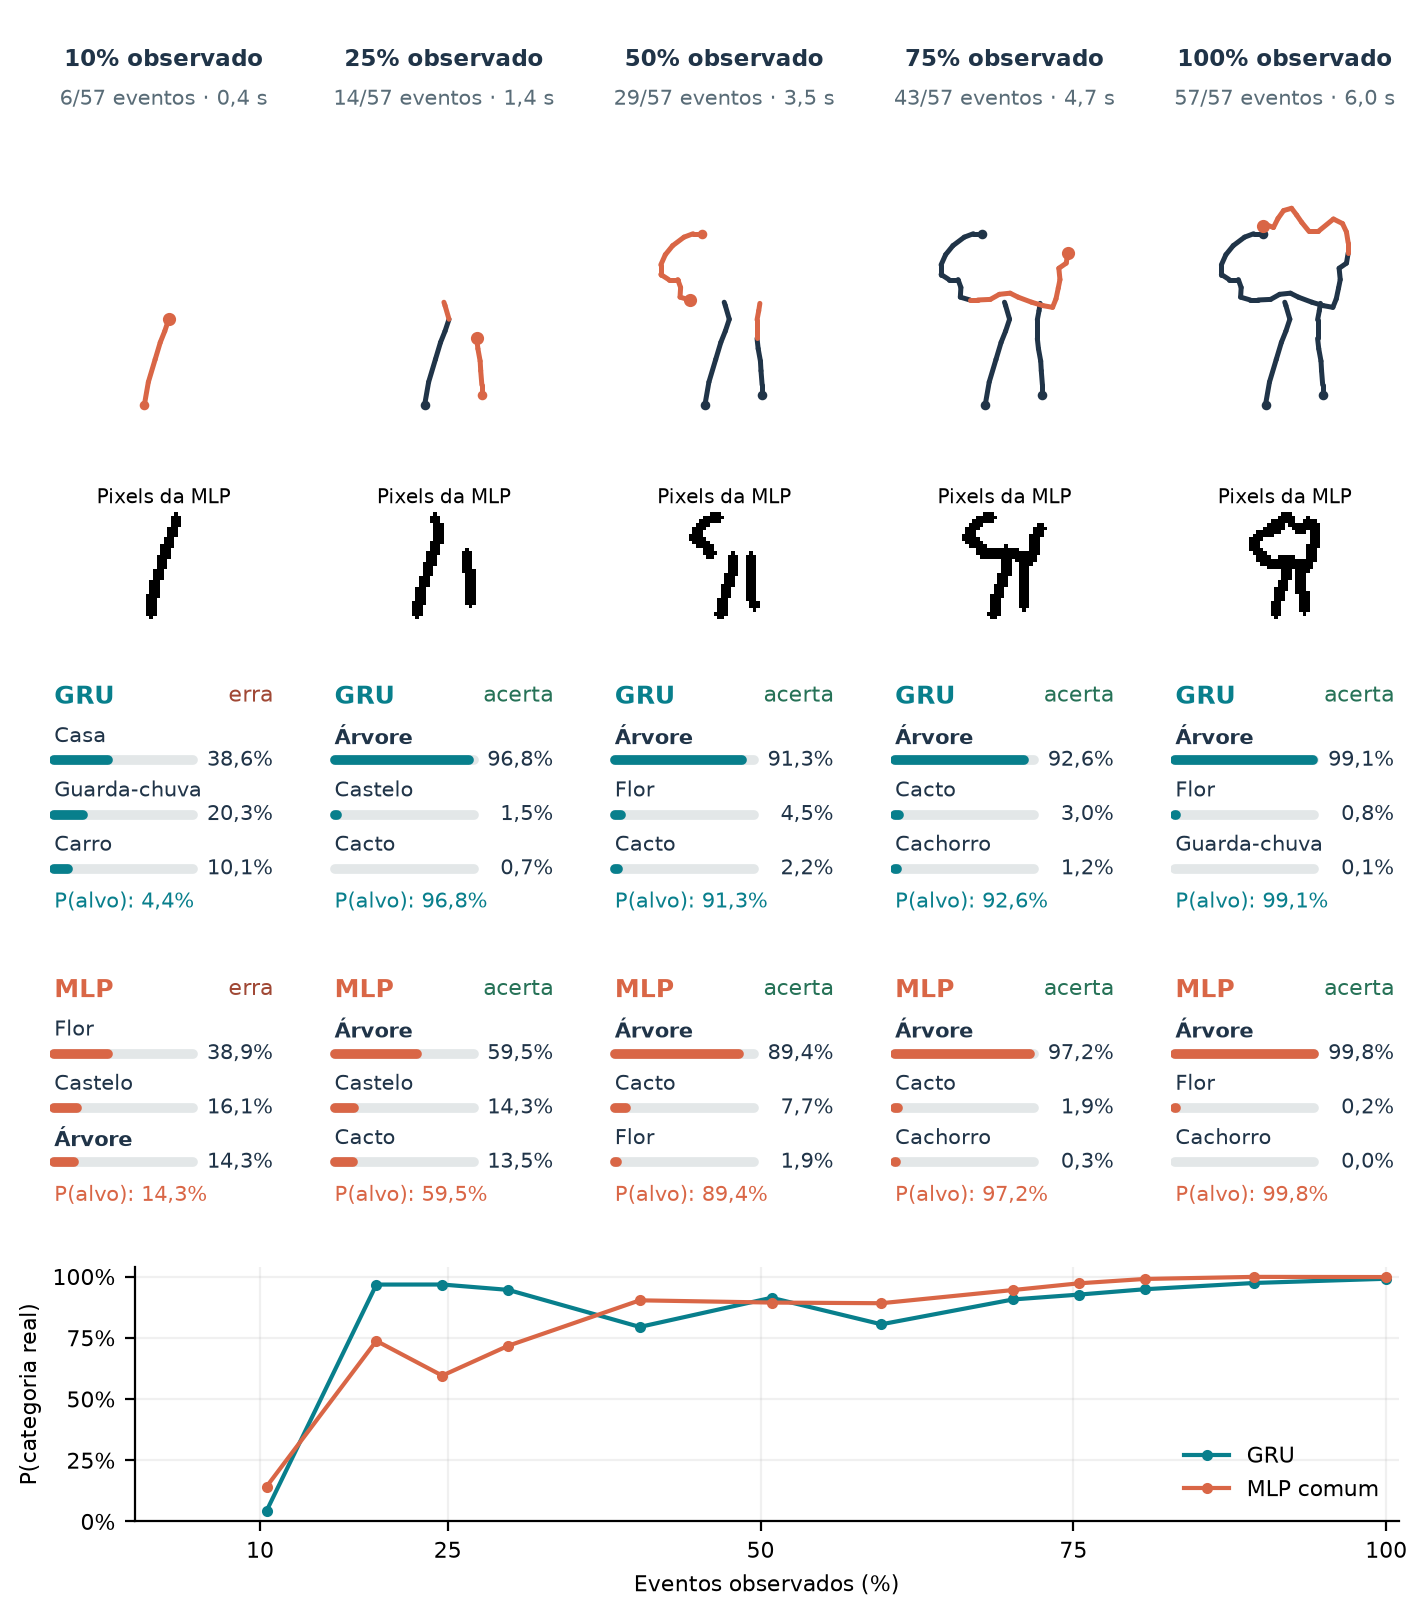 10% observado 25% observado 50% observado 75% observado 100% observado
6/57 eventos · 0,4 s 14/57 eventos · 1,4 s 29/57 eventos · 3,5 s 43/57 eventos · 4,7 s 57/57 eventos · 6,0 s
Pixels da MLP Pixels da MLP Pixels da MLP Pixels da MLP Pixels da MLP
GRU erra GRU acerta GRU acerta GRU acerta GRU acerta
Casa Árvore Árvore Árvore Árvore
38,6% 96,8% 91,3% 92,6% 99,1%
Guarda-chuva Castelo Flor Cacto Flor
20,3% 1,5% 4,5% 3,0% 0,8%
Carro Cacto Cacto Cachorro Guarda-chuva
10,1% 0,7% 2,2% 1,2% 0,1%
P(alvo): 4,4% P(alvo): 96,8% P(alvo): 91,3% P(alvo): 92,6% P(alvo): 99,1%
MLP erra MLP acerta MLP acerta MLP acerta MLP acerta
Flor Árvore Árvore Árvore Árvore
38,9% 59,5% 89,4% 97,2% 99,8%
Castelo Castelo Cacto Cacto Flor
16,1% 14,3% 7,7% 1,9% 0,2%
Árvore Cacto Flor Cachorro Cachorro
14,3% 13,5% 1,9% 0,3% 0,0%
P(alvo): 14,3% P(alvo): 59,5% P(alvo): 89,4% P(alvo): 97,2% P(alvo): 99,8%
P(categoria real)
100%
75%
50%
25%
0%
GRU
MLP comum
10 25 50 75 100
Eventos observados (%)